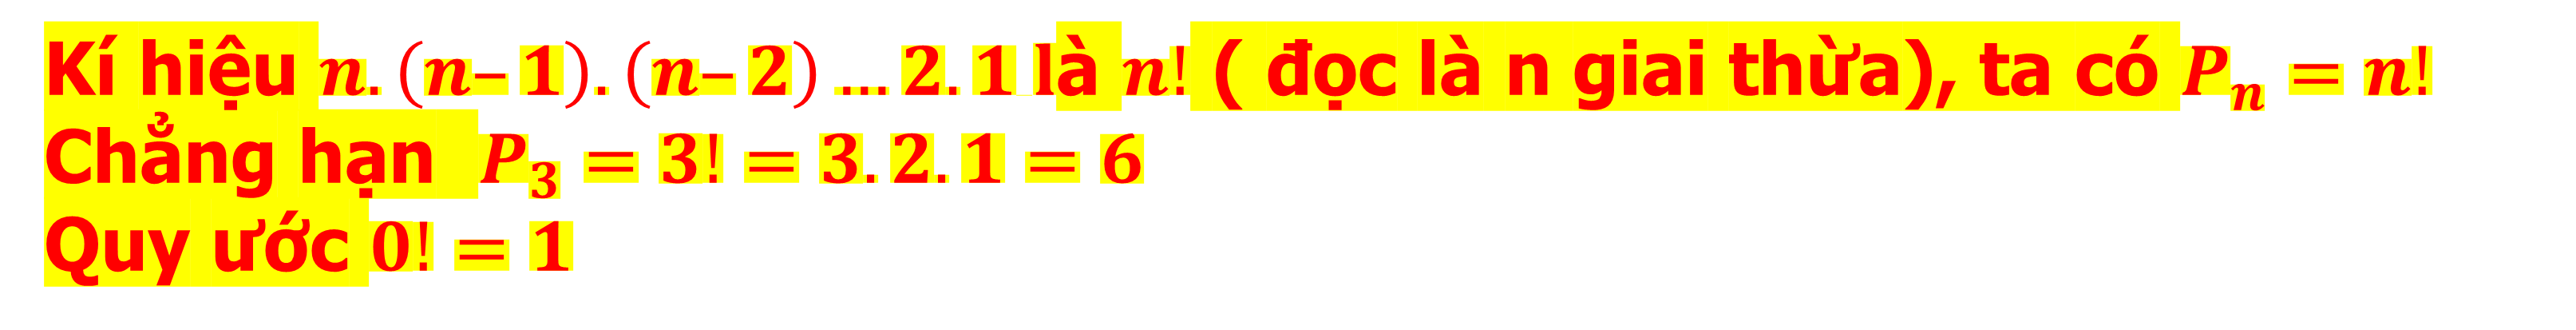 Kí hiệu n.(n– 1).(n– 2) ... 2.1 là n! ( đọc là n giai thừa), ta có Pₙ = n!
Chẳng hạn P₃ = 3! = 3.2.1 = 6
Quy ước 0! = 1